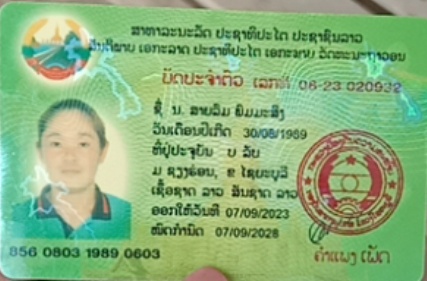 ສາທາລະນະລັດ ປະຊາທິປະໄຕ ປະຊາຊົນລາວ
ສັນຕິພາບ ເອກະລາດ ປະຊາທິປະໄຕ ເອກະພາບ ວັດທະນະຖາວອນ
ບັດປະຈຳຕົວ ເລກທີ 06-23 020932
ຊື່ ນ. ສາຍລົມ ພົມມະສິງ
ວັນເດືອນປີເກີດ 30/08/1989
ທີ່ຢູ່ປະຈຸບັນ ບ ລັບ
ມ ຊຽງຮ່ອນ, ຂ ໄຊຍະບູລີ
ເຊື້ອຊາດ ລາວ ສັນຊາດ ລາວ
ອອກໃຫ້ວັນທີ 07/09/2023
ໝົດກຳນົດ 07/09/2028
856 0803 1989 0603
ຄຳແພງ